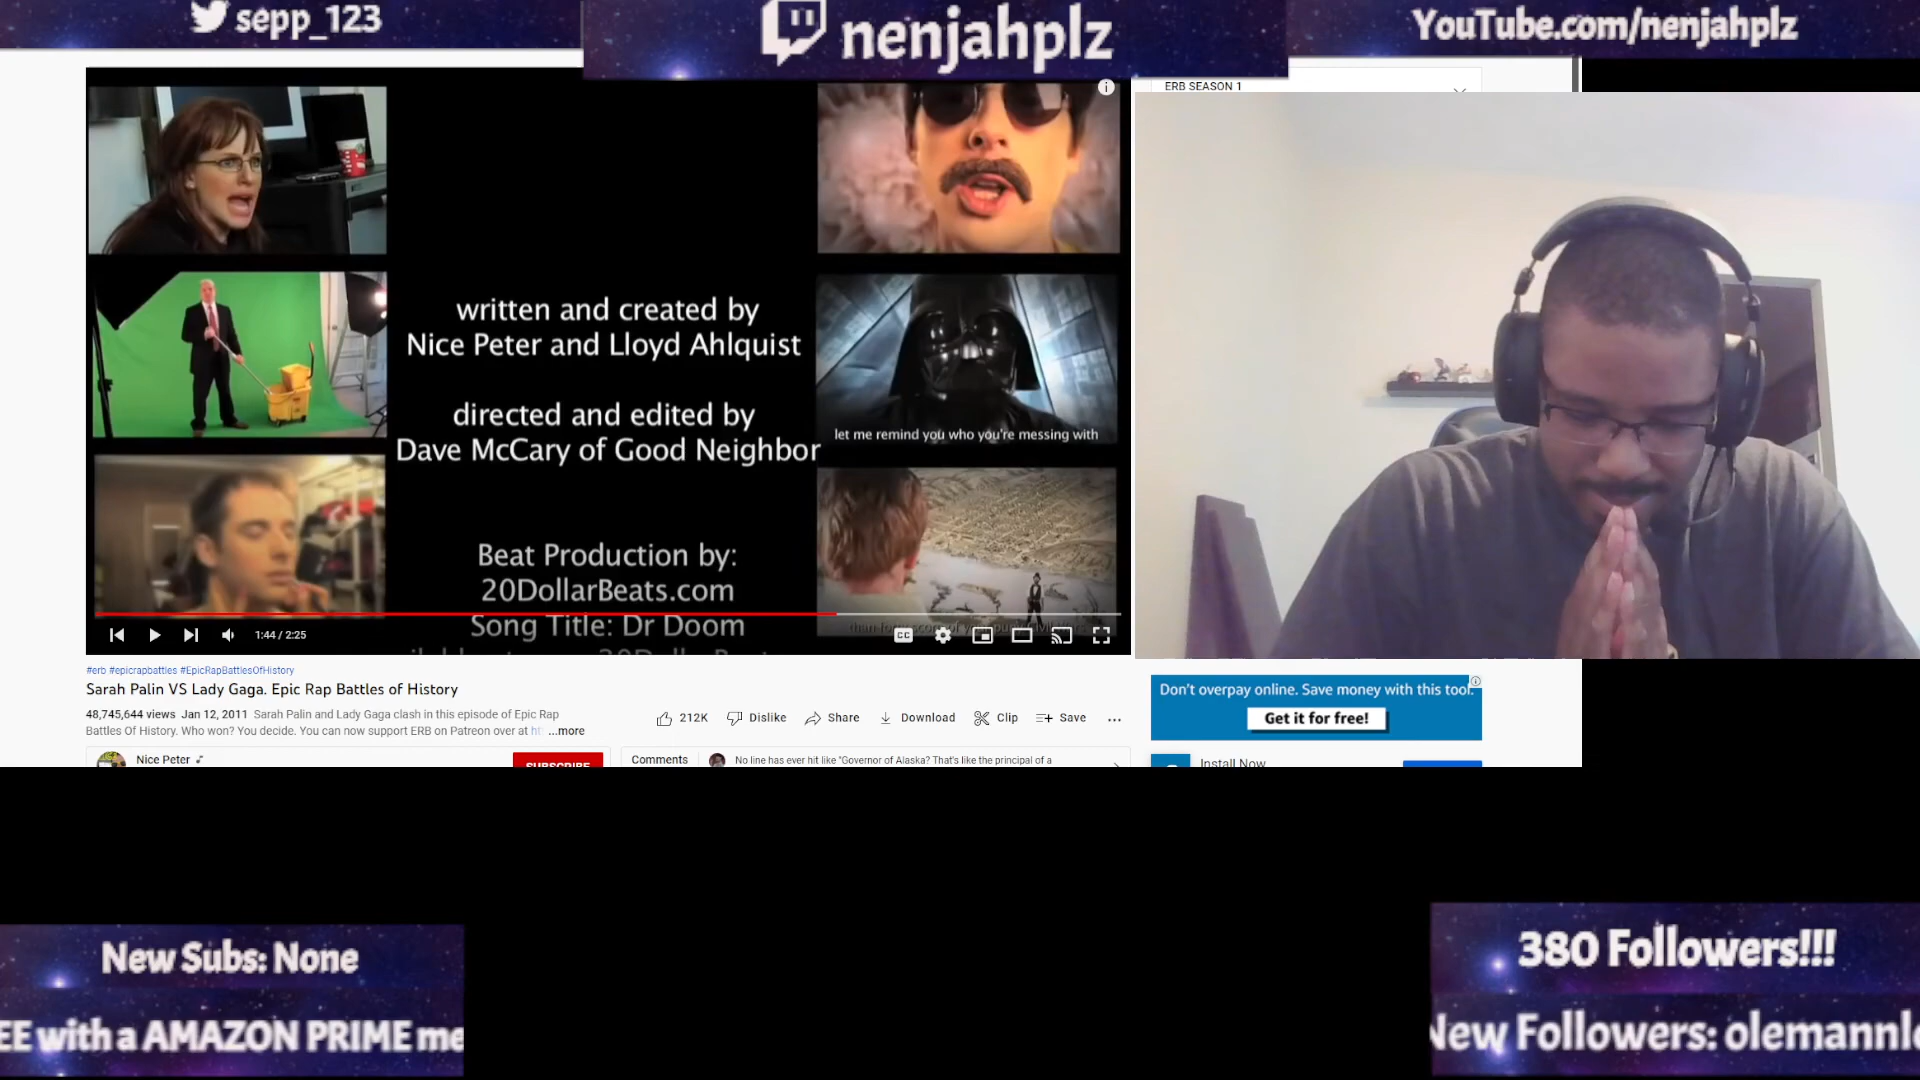 sepp_123
nenjahplz
YouTube.com/nenjahplz
ERB SEASON 1
written and created by
Nice Peter and Lloyd Ahlquist
directed and edited by
Dave McCary of Good Neighbor
let me remind you who you're messing with
Beat Production by:
20DollarBeats.com
Song Title: Dr Doom
1:44 / 2:25
CC
#erb #epicrapbattles #EpicRapBattlesOfHistory
Sarah Palin VS Lady Gaga. Epic Rap Battles of History
48,745,644 views Jan 12, 2011 Sarah Palin and Lady Gaga clash in this episode of Epic Rap
Battles Of History. Who won? You decide. You can now support ERB on Patreon over at ht ...more
212K Dislike Share Download Clip Save
Don't overpay online. Save money with this tool.
Get it for free!
Nice Peter
SUBSCRIBE
Comments
No line has ever hit like "Governor of Alaska? That's like the principal of a
Install Now
New Subs: None
EE with a AMAZON PRIME me
380 Followers!!!
New Followers: olemannl